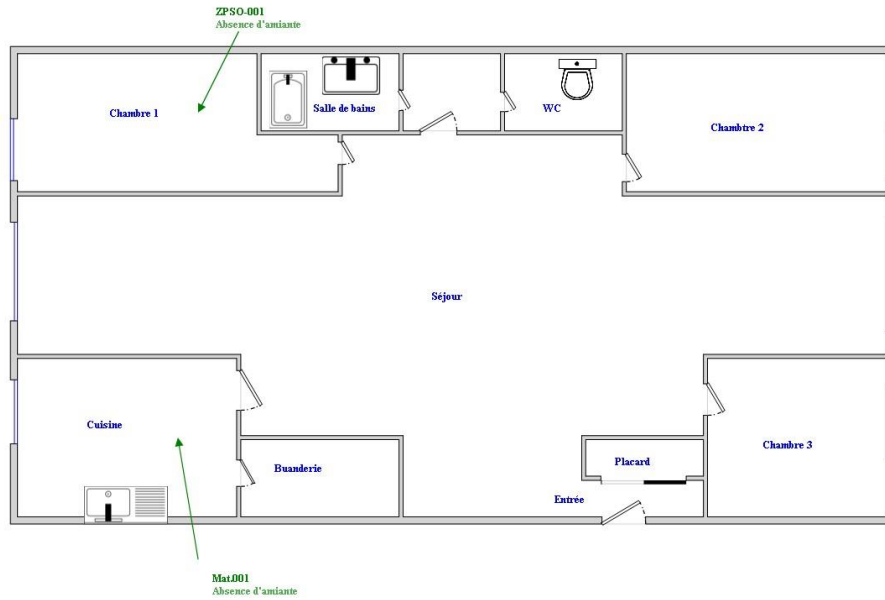 ZPSO-001
Absence d'amiante
Chambre 1
Salle de bains
WC
Chambtre 2
Séjour
Cuisine
Buanderie
Placard
Chambre 3
Entrée
Mat.001
Absence d'amiante